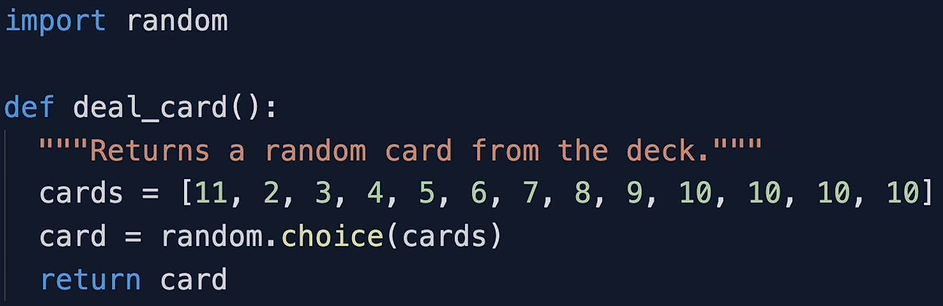 import random
def deal_card():
"""Returns a random card from the deck."""
cards = [11, 2, 3, 4, 5, 6, 7, 8, 9, 10, 10, 10, 10]
card = random.choice(cards)
return card